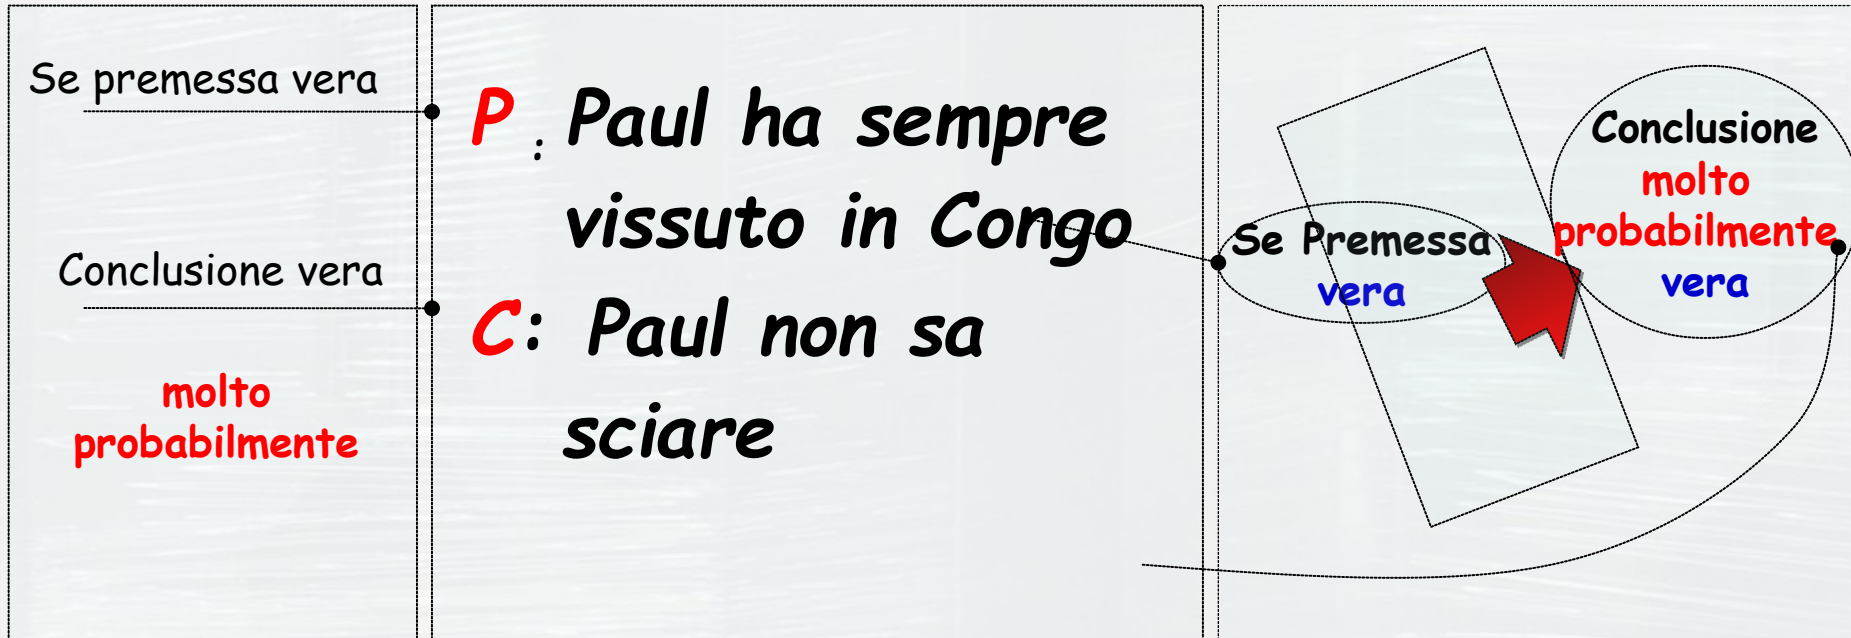 Se premessa vera
Conclusione vera
molto
probabilmente
P : Paul ha sempre
vissuto in Congo
C: Paul non sa
sciare
Se Premessa
vera
Conclusione
molto
probabilmente
vera